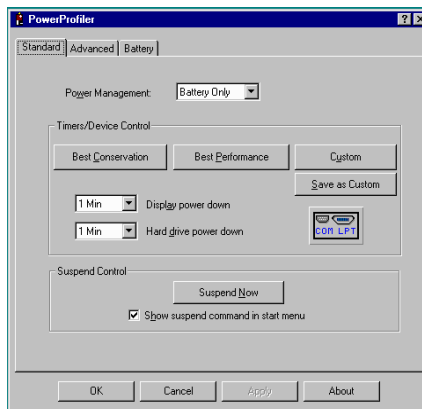 PowerProfiler
Standard Advanced Battery
Power Management: Battery Only
Timers/Device Control
Best Conservation Best Performance Custom
Save as Custom
1 Min Display power down
1 Min Hard drive power down
COM LPT
Suspend Control
Suspend Now
Show suspend command in start menu
OK Cancel Apply About